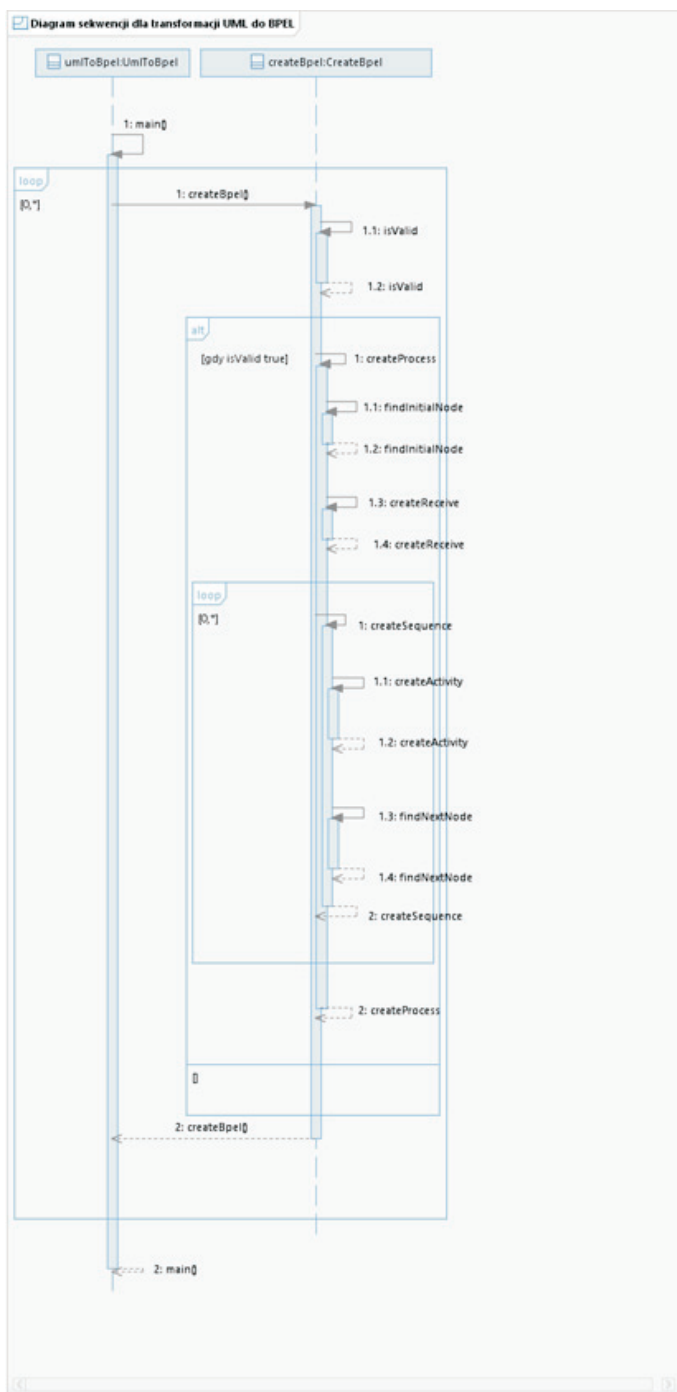 Diagram sekwencji dla transformacji UML do BPEL
umlToBpel:UmlToBpel
createBpel:CreateBpel
1: main()
loop
[0,*]
1: createBpel()
1.1: isValid
1.2: isValid
alt
[gdy isValid true]
1: createProcess
1.1: findInitialNode
1.2: findInitialNode
1.3: createReceive
1.4: createReceive
loop
[0,*]
1: createSequence
1.1: createActivity
1.2: createActivity
1.3: findNextNode
1.4: findNextNode
2: createSequence
2: createProcess
[]
2: createBpel()
2: main()